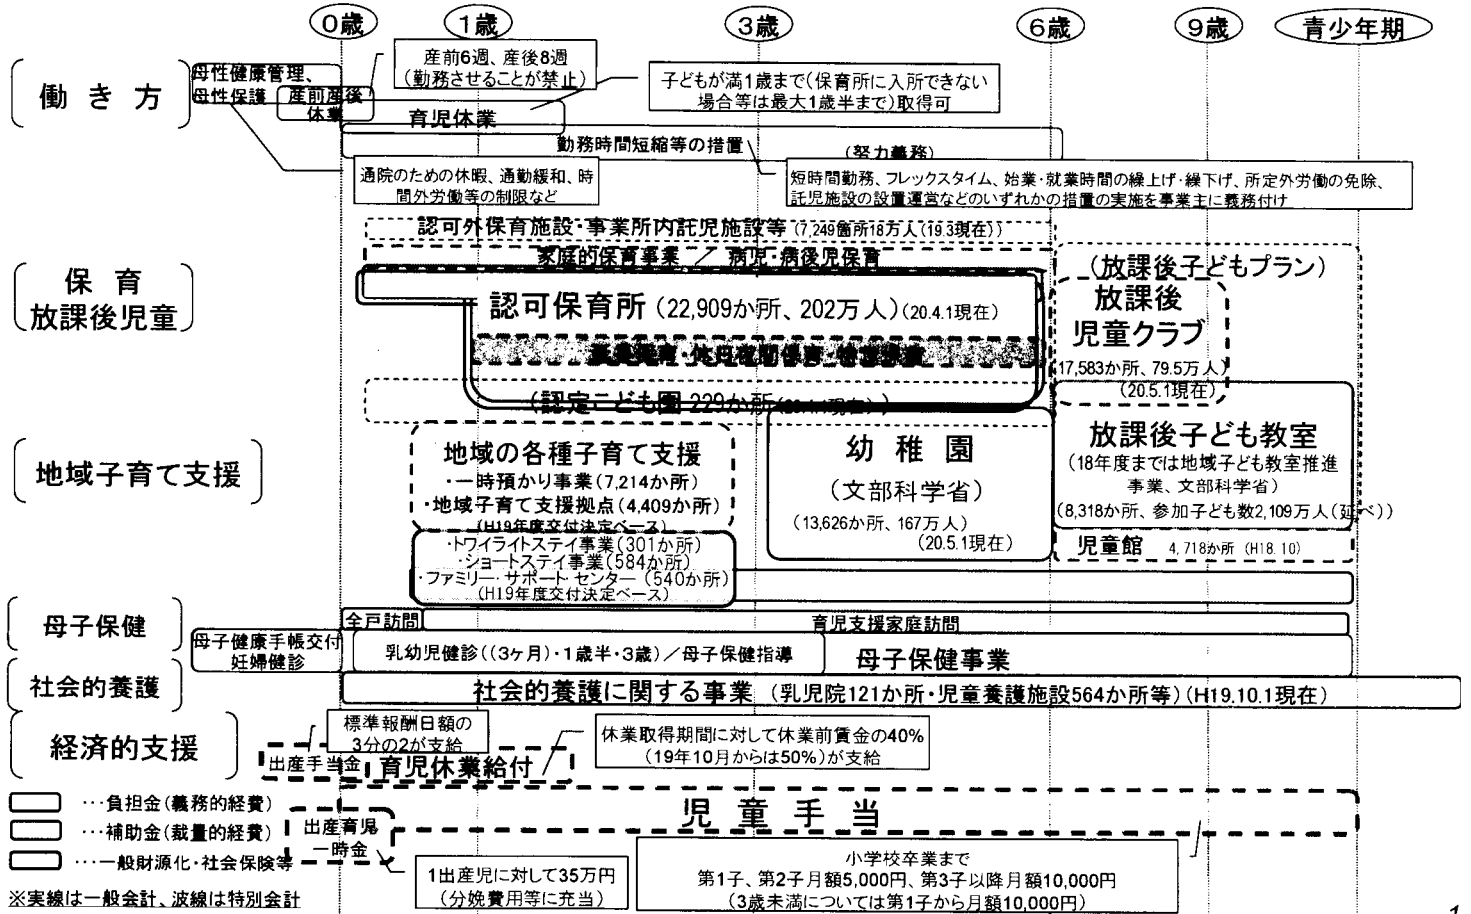 0歳
1歳
3歳
6歳
9歳
青少年期
働き方
母性健康管理、
母性保護
産前産後
休業
産前6週、産後8週
(勤務させることが禁止)
育児休業
子どもが満1歳まで(保育所に入所できない
場合等は最大1歳半まで)取得可
勤務時間短縮等の措置
(努力義務)
通院のための休暇、通勤緩和、時
間外労働等の制限など
短時間勤務、フレックスタイム、始業・就業時間の繰上げ・繰下げ、所定外労働の免除、
託児施設の設置運営などのいずれかの措置の実施を事業主に義務付け
保育
放課後児童
認可外保育施設・事業所内託児施設等(7,249箇所18万人(19.3現在))
家庭的保育事業 / 病児・病後児保育
認可保育所(22,909か所、202万人)(20.4.1現在)
・休日夜間保育・
(認定こども園 229か所
(放課後子どもプラン)
放課後
児童クラブ
17,583か所、79.5万人)
(20.5.1現在)
放課後子ども教室
(18年度までは地域子ども教室推進
事業、文部科学省)
(8,318か所、参加子ども数2,109万人(延べ))
児童館 4,718か所 (H18.10)
地域子育て支援
地域の各種子育て支援
・一時預かり事業(7,214か所)
・地域子育て支援拠点(4,409か所)
(H19年度交付決定ベース)
・トワイライトステイ事業(301か所)
・ショートステイ事業(584か所)
・ファミリー・サポート・センター(540か所)
(H19年度交付決定ベース)
幼稚園
(文部科学省)
(13,626か所、167万人)
(20.5.1現在)
母子保健
全戸訪問
育児支援家庭訪問
母子健康手帳交付
妊婦健診
乳幼児健診((3ヶ月)・1歳半・3歳)/母子保健指導
母子保健事業
社会的養護
社会的養護に関する事業 (乳児院121か所・児童養護施設564か所等)(H19.10.1現在)
経済的支援
標準報酬日額の
3分の2が支給
出産手当金
育児休業給付
休業取得期間に対して休業前賃金の40%
(19年10月からは50%)が支給
児童手当
出産育児
一時金
1出産児に対して35万円
(分娩費用等に充当)
小学校卒業まで
第1子、第2子月額5,000円、第3子以降月額10,000円
(3歳未満については第1子から月額10,000円)
…負担金(義務的経費)
…補助金(裁量的経費)
…一般財源化・社会保険等
※実線は一般会計、波線は特別会計
1